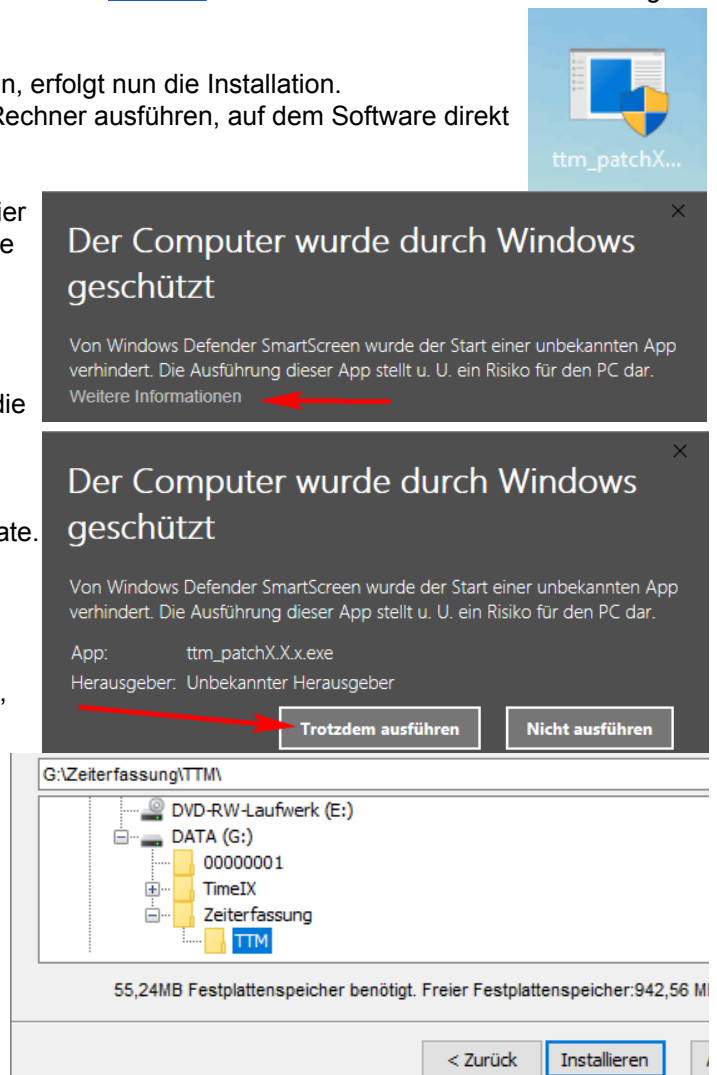 n, erfolgt nun die Installation.
Rechner ausführen, auf dem Software direkt
ttm_patchX...
ier
e
Der Computer wurde durch Windows
geschützt
Von Windows Defender SmartScreen wurde der Start einer unbekannten App
verhindert. Die Ausführung dieser App stellt u. U. ein Risiko für den PC dar.
Weitere Informationen
die
Der Computer wurde durch Windows
geschützt
ate.
Von Windows Defender SmartScreen wurde der Start einer unbekannten App
verhindert. Die Ausführung dieser App stellt u. U. ein Risiko für den PC dar.
App: ttm_patchX.X.x.exe
Herausgeber: Unbekannter Herausgeber
,
Trotzdem ausführen Nicht ausführen
G:\Zeiterfassung\TTM\
DVD-RW-Laufwerk (E:)
DATA (G:)
00000001
TimeIX
Zeiterfassung
TTM
55,24MB Festplattenspeicher benötigt. Freier Festplattenspeicher:942,56 M
< Zurück Installieren